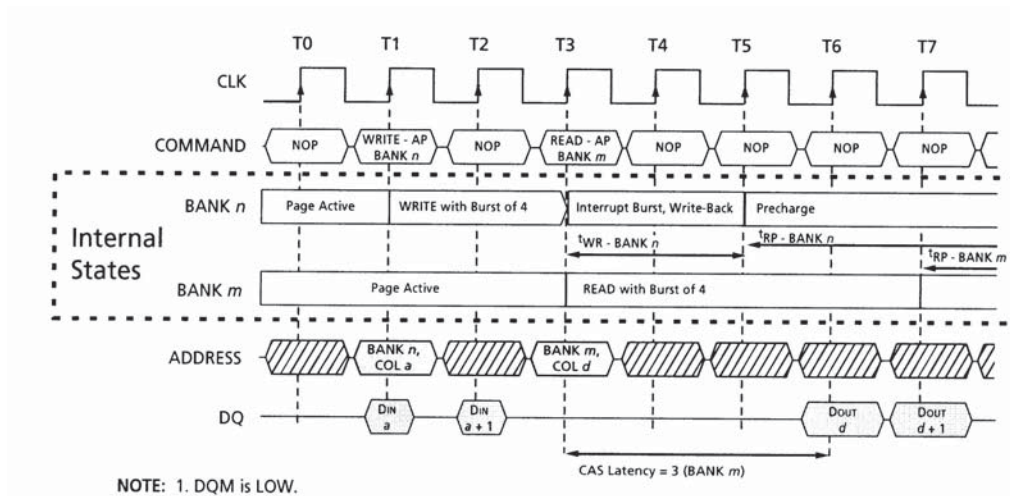 T0 T1 T2 T3 T4 T5 T6 T7
CLK
COMMAND NOP WRITE - AP BANK n NOP READ - AP BANK m NOP NOP NOP NOP
BANK n Page Active WRITE with Burst of 4 Interrupt Burst, Write-Back Precharge
Internal States
tWR - BANK n tRP - BANK n
tRP - BANK m
BANK m Page Active READ with Burst of 4
ADDRESS BANK n, COL a BANK m, COL d
DQ DIN a DIN a + 1 DOUT d DOUT d + 1
CAS Latency = 3 (BANK m)
NOTE: 1. DQM is LOW.